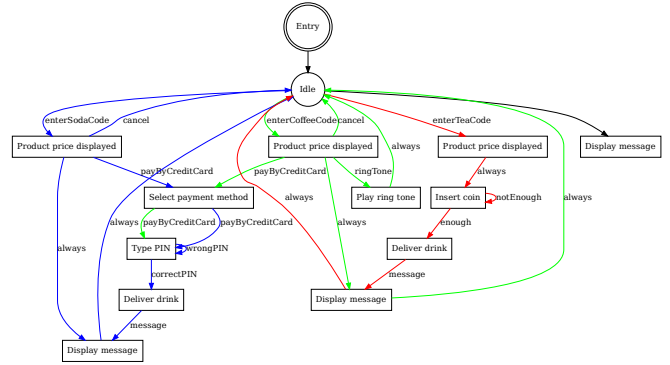 Entry
Idle
enterSodaCode
cancel
enterCoffeeCode
cancel
enterTeaCode
always
Product price displayed
Product price displayed
Product price displayed
Display message
payByCreditCard
payByCreditCard
ringTone
always
Select payment method
Play ring tone
Insert coin
notEnough
always
always
always
payByCreditCard
payByCreditCard
always
enough
always
Type PIN
wrongPIN
Deliver drink
correctPIN
message
Deliver drink
Display message
message
Display message